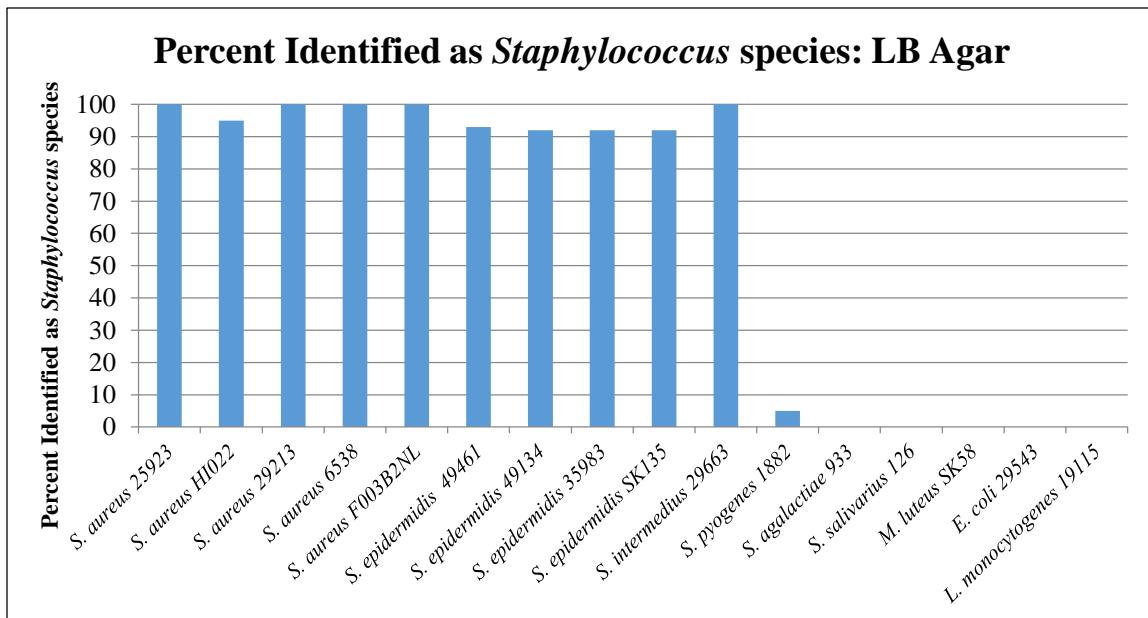 Percent Identified as Staphylococcus species: LB Agar
Percent Identified as Staphylococcus species
100
90
80
70
60
50
40
30
20
10
0
S. aureus 25923
S. aureus HI022
S. aureus 29213
S. aureus 6538
S. aureus F003B2NL
S. epidermidis 49461
S. epidermidis 49134
S. epidermidis 35983
S. epidermidis SK135
S. intermedius 29663
S. pyogenes 1882
S. agalactiae 933
S. salivarius 126
M. luteus SK58
E. coli 29543
L. monocytogenes 19115